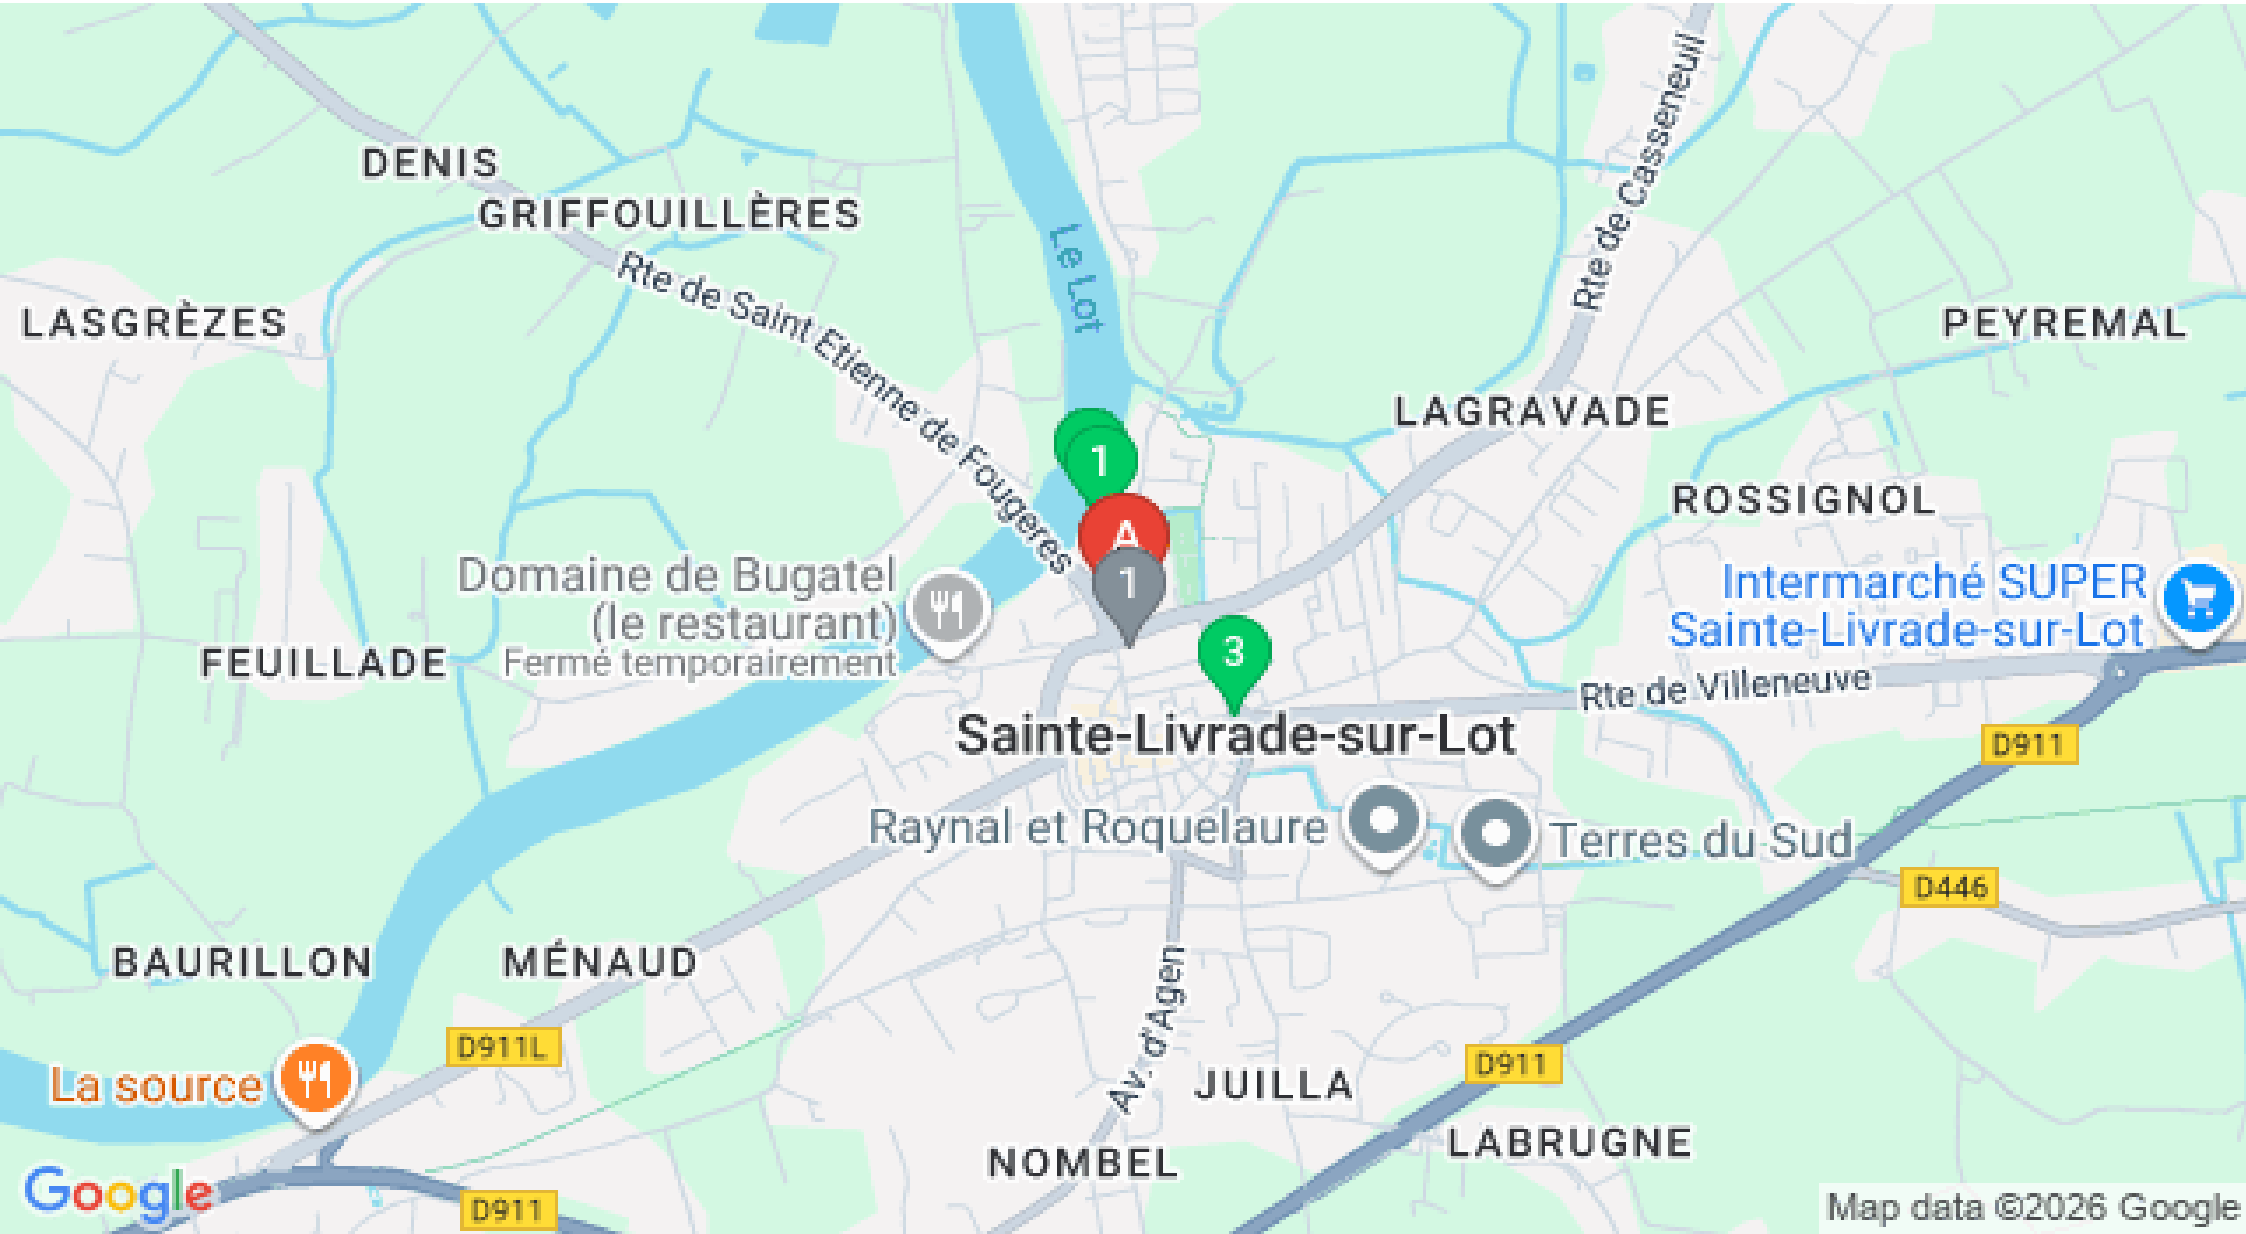 DENIS
GRIFFOUILLÈRES
Rte de Saint Etienne de Fougeres
LASGRÈZES
Le Lot
Rte de Casseneuil
PEYREMAL
LAGRAVADE
1
A
1
ROSSIGNOL
Domaine de Bugatel
(le restaurant)
Fermé temporairement
Intermarché SUPER
Sainte-Livrade-sur-Lot
FEUILLADE
3
Rte de Villeneuve
Sainte-Livrade-sur-Lot
D911
Raynal et Roquelaure
Terres du Sud
D446
BAURILLON
MÉNAUD
Av. d'Agen
D911L
D911
La source
JUILLA
LABRUGNE
NOMBEL
Google
D911
Map data ©2026 Google